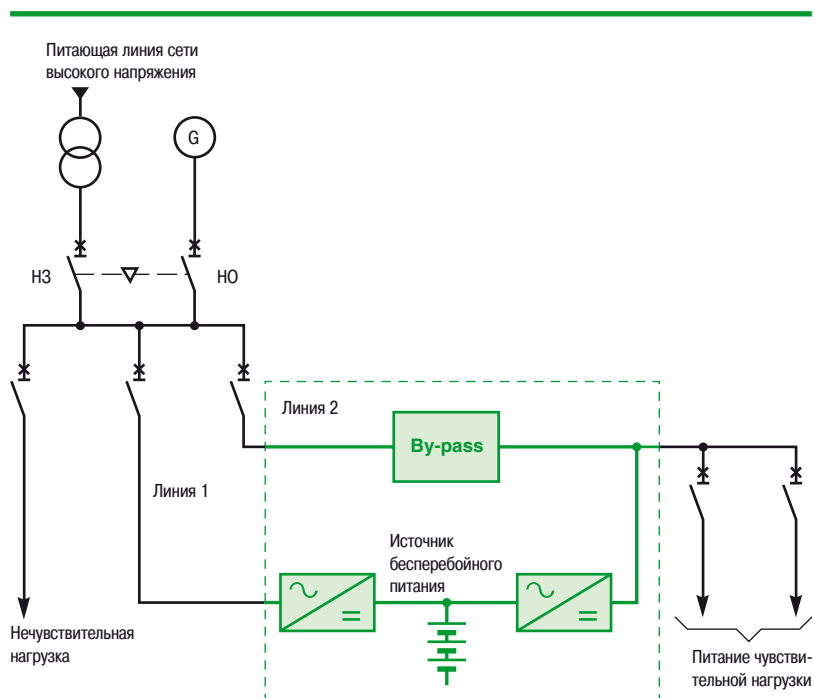 Питающая линия сети
высокого напряжения
G
НЗ
НО
Линия 2
By-pass
Линия 1
Источник
бесперебойного
питания
Нечувствительная
нагрузка
Питание чувстви-
тельной нагрузки